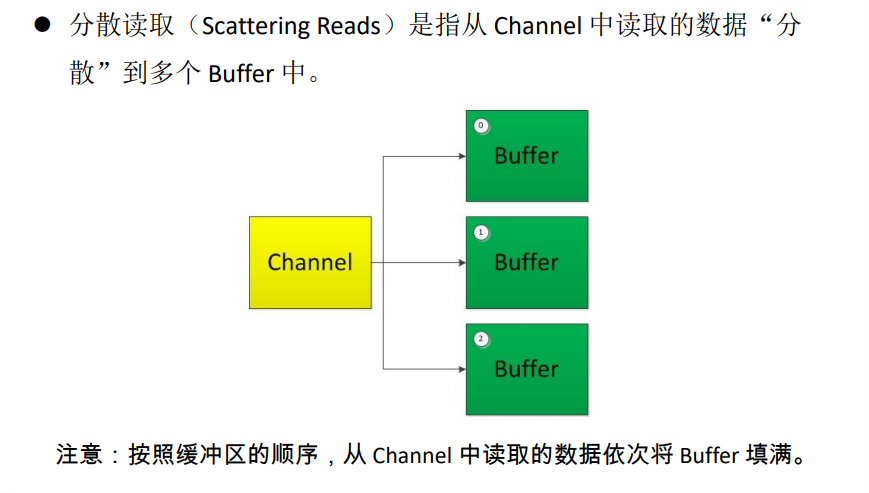 ● 分散读取（Scattering Reads）是指从 Channel 中读取的数据“分
散”到多个 Buffer 中。
0
Buffer
Channel
1
Buffer
2
Buffer
注意：按照缓冲区的顺序，从 Channel 中读取的数据依次将 Buffer 填满。